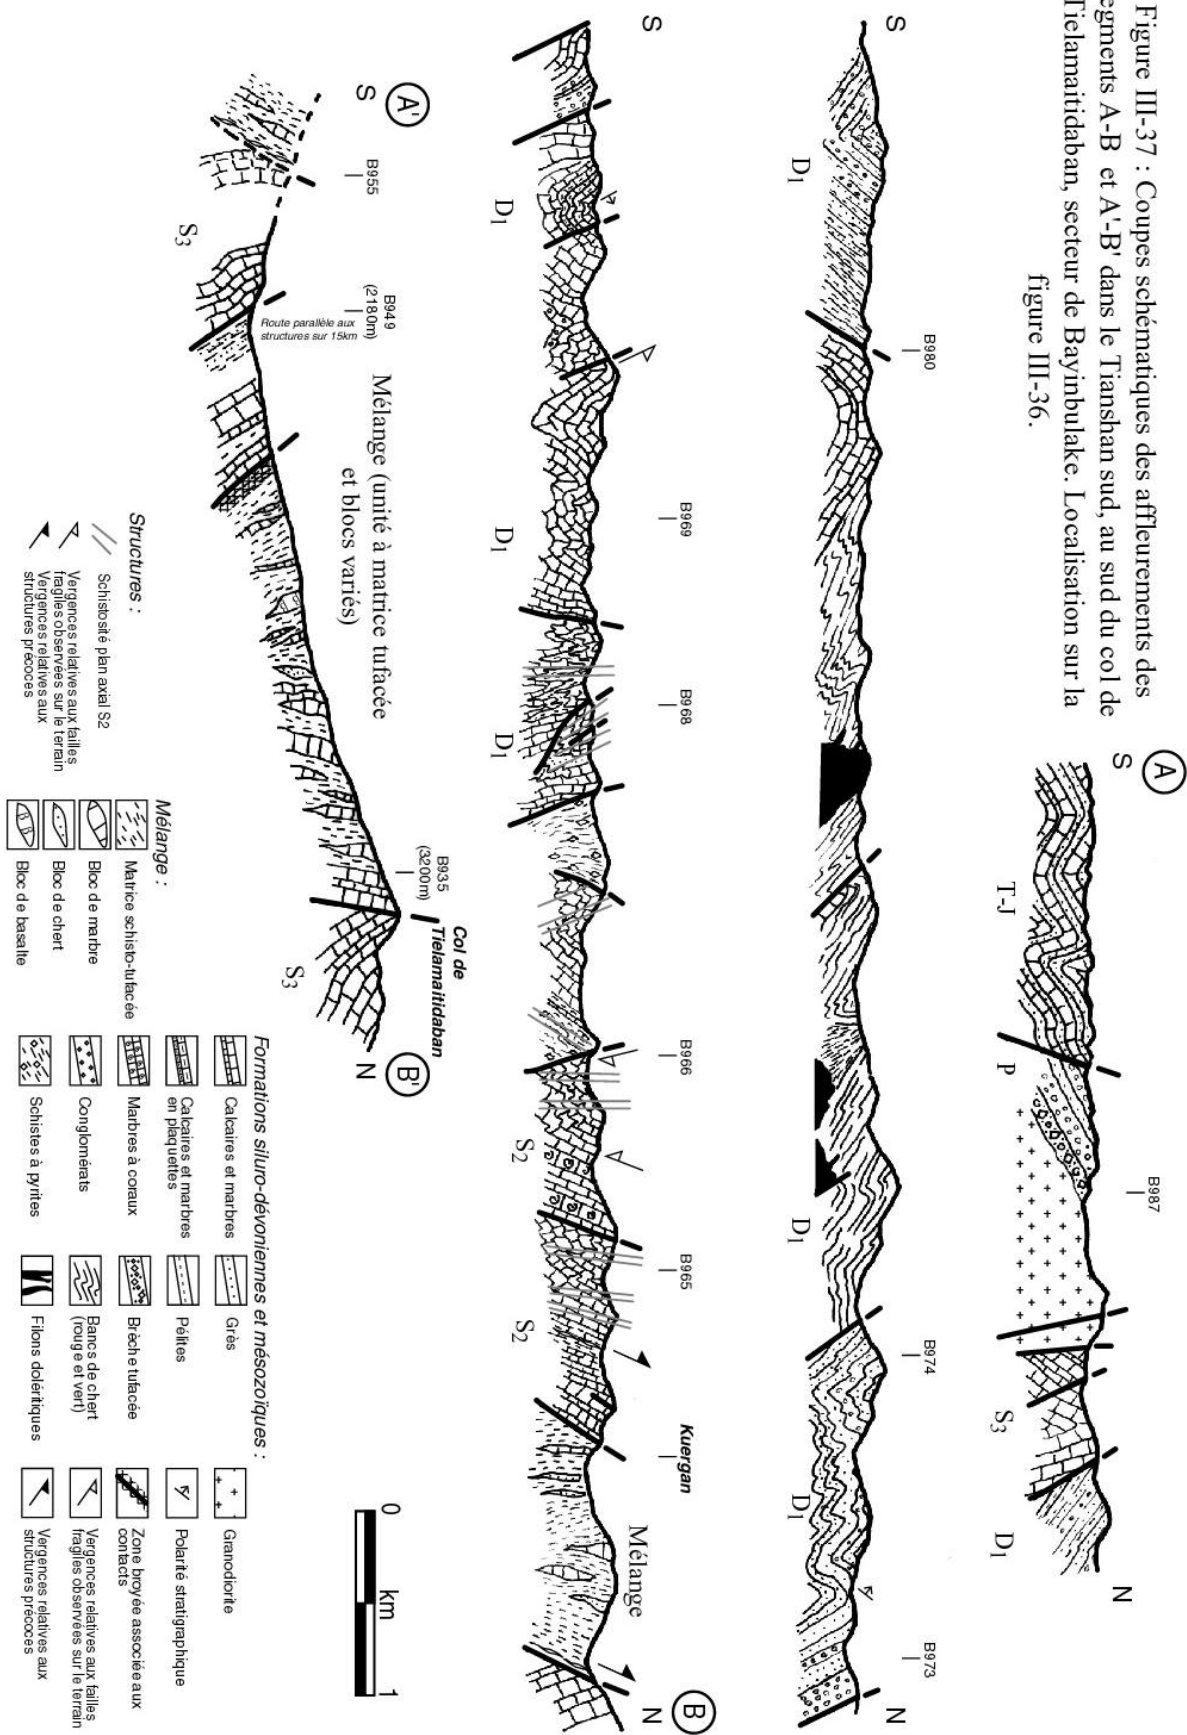 Figure III-37 : Coupes schématiques des affleurements des
egments A-B et A'-B' dans le Tianshan sud, au sud du col de
Tielamaitidaban, secteur de Bayinbulake. Localisation sur la
figure III-36.
A
S
N
B987
T-J
P
S3
D1
S
N
B980
B974
B973
D1
D1
D1
S
B
N
B969
B968
B966
B965
Kuergan
Mélange
D1
D1
D1
S2
S2
A'
S
B955
B949
(2180m)
Route parallèle aux
structures sur 15km
Mélange (unité à matrice tufacée
et blocs variés)
B935
(3200m)
Col de
Tielamaitidaban
N
B'
S3
S3
0 km 1
Structures :
Schistosité plan axial S2
Vergences relatives aux failles
fragiles observées sur le terrain
Vergences relatives aux
structures précoces
Mélange :
Matrice schisto-tufacée
Bloc de marbre
Bloc de chert
Bloc de basalte
Formations siluro-dévoniennes et mésozoïques :
Calcaires et marbres
Calcaires et marbres
en plaquettes
Marbres à coraux
Conglomérats
Schistes à pyrites
Grès
Pélites
Brèche tufacée
Bancs de chert
(rouge et vert)
Filons doléritiques
Granodiorite
Polarité stratigraphique
Zone broyée associée aux
contacts
Vergences relatives aux failles
fragiles observées sur le terrain
Vergences relatives aux
structures précoces